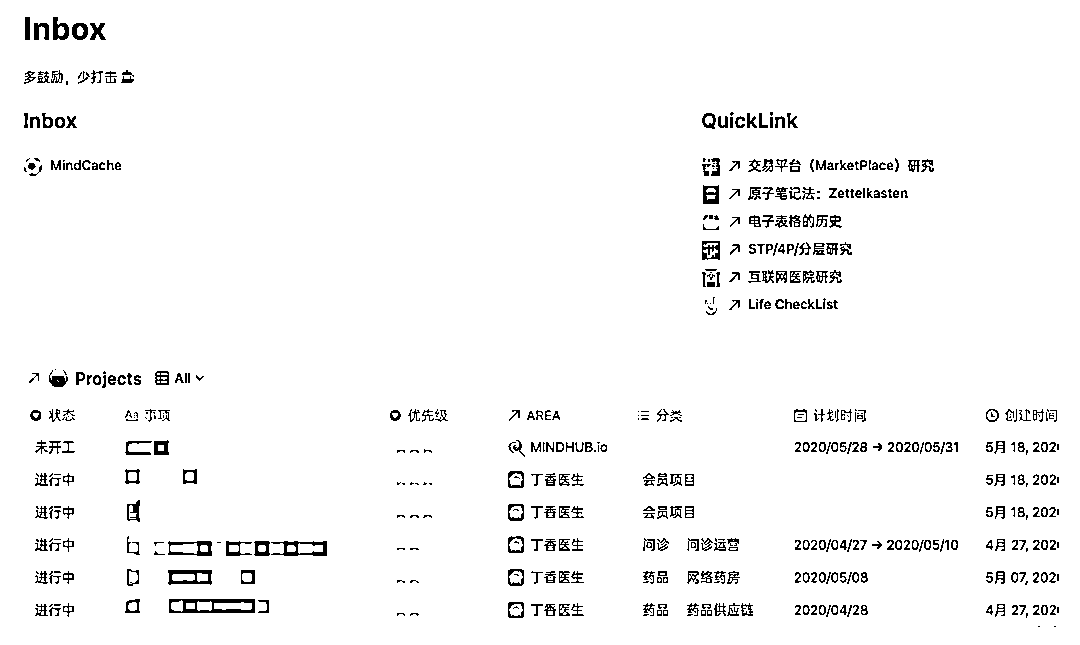 Inbox
多鼓励，少打击
Inbox
MindCache
QuickLink
交易平台（MarketPlace）研究
原子笔记法：Zettelkasten
电子表格的历史
STP/4P/分层研究
互联网医院研究
Life CheckList
Projects All
状态 Aa 事项 优先级 AREA 分类 计划时间 创建时间
未开工 MINDHUB.io 2020/05/28 → 2020/05/31 5月 18, 202
进行中 丁香医生 会员项目 5月 18, 202
进行中 丁香医生 会员项目 5月 18, 202
进行中 丁香医生 问诊 问诊运营 2020/04/27 → 2020/05/10 4月 27, 202
进行中 丁香医生 药品 网络药房 2020/05/08 5月 07, 202
进行中 丁香医生 药品 药品供应链 2020/04/28 4月 27, 202